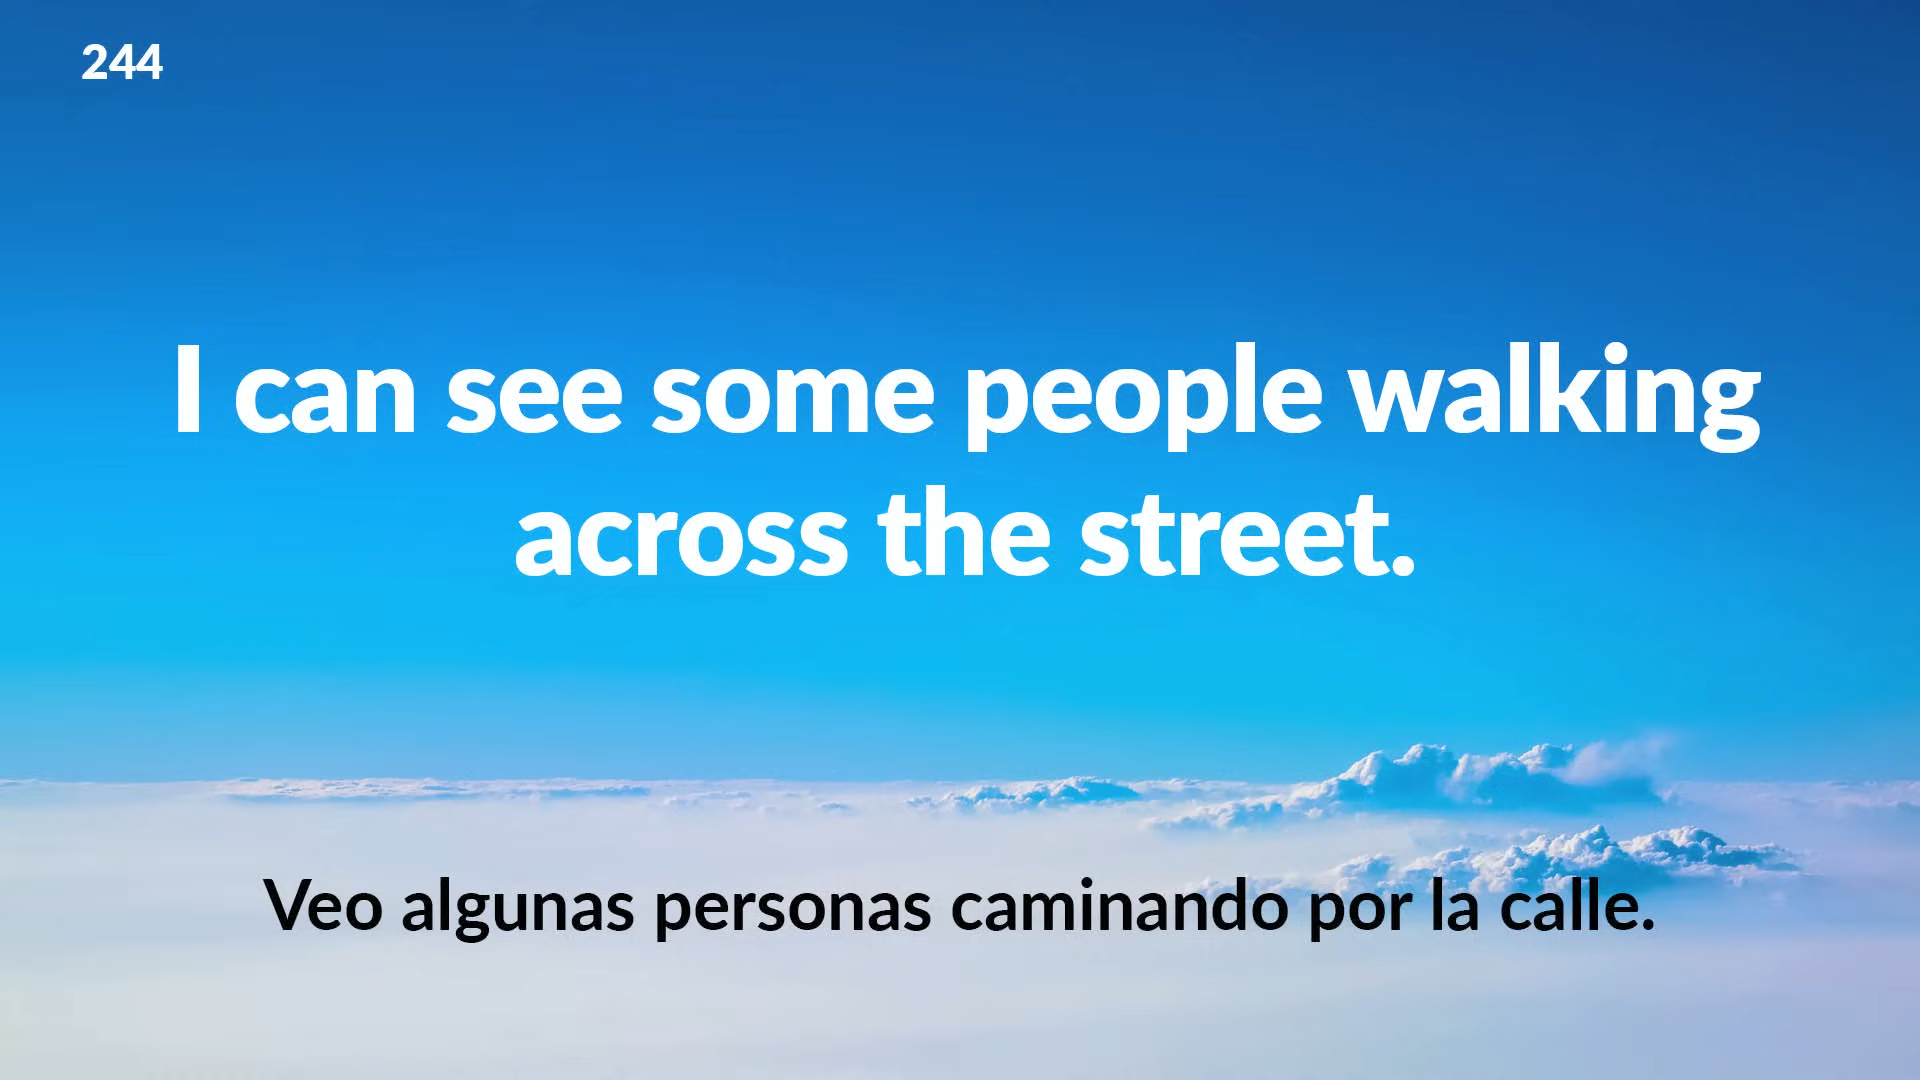 244
I can see some people walking
across the street.
Veo algunas personas caminando por la calle.